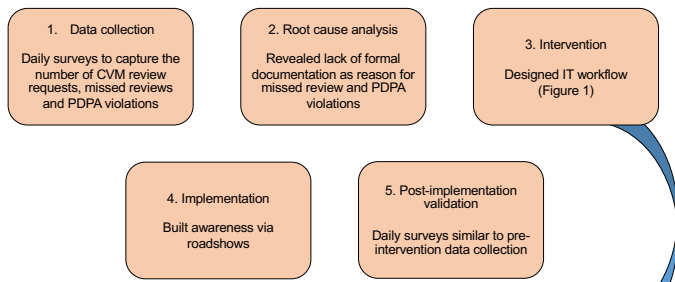 1. Data collection
Daily surveys to capture the
number of CVM review
requests, missed reviews
and PDPA violations
2. Root cause analysis
Revealed lack of formal
documentation as reason for
missed review and PDPA
violations
3. Intervention
Designed IT workflow
(Figure 1)
4. Implementation
Built awareness via
roadshows
5. Post-implementation
validation
Daily surveys similar to pre-
intervention data collection